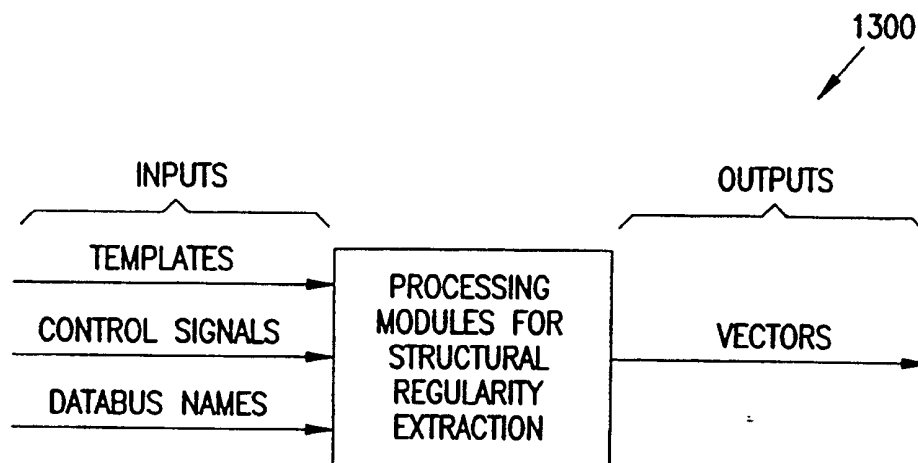 1300
INPUTS
OUTPUTS
TEMPLATES
CONTROL SIGNALS
DATABUS NAMES
PROCESSING
MODULES FOR
STRUCTURAL
REGULARITY
EXTRACTION
VECTORS